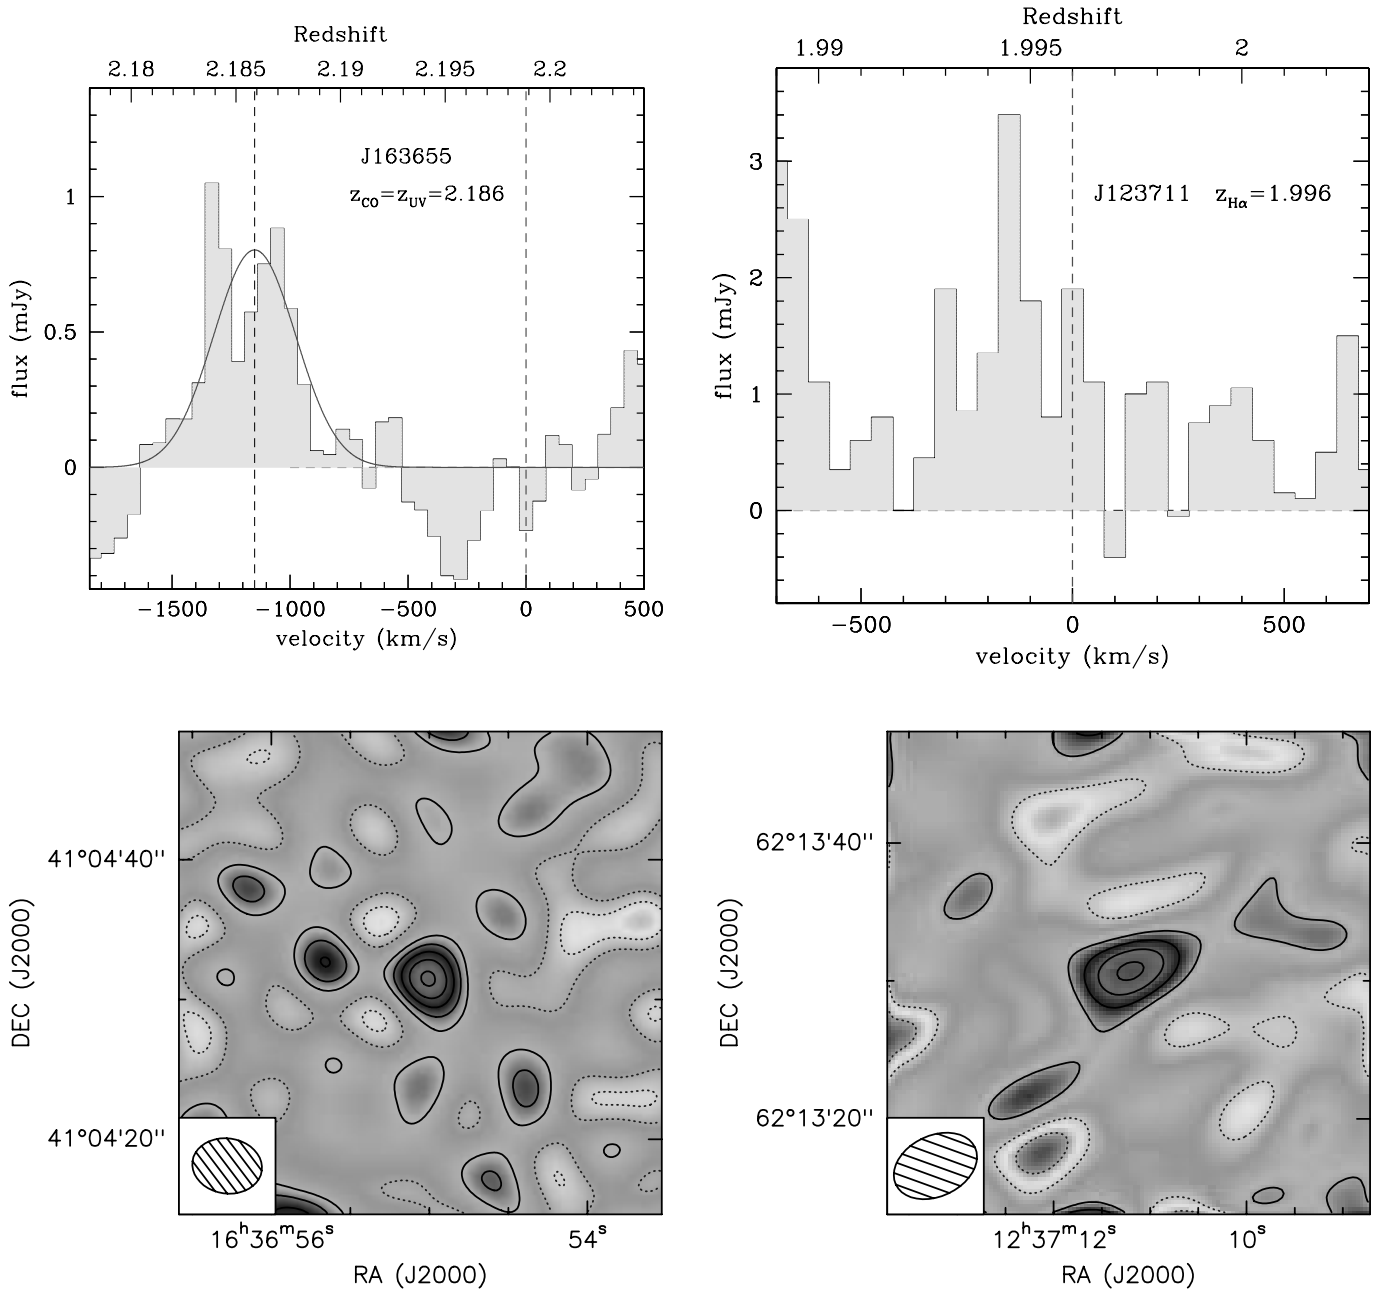 Redshift
2.18 2.185 2.19 2.195 2.2
J163655
z_CO=z_UV=2.186
1
0.5
0
flux (mJy)
−1500 −1000 −500 0 500
velocity (km/s)
Redshift
1.99 1.995 2
J123711 z_Hα=1.996
3
2
1
0
flux (mJy)
−500 0 500
velocity (km/s)
41°04'40''
41°04'20''
DEC (J2000)
16ʰ36ᵐ56ˢ 54ˢ
RA (J2000)
62°13'40''
62°13'20''
DEC (J2000)
12ʰ37ᵐ12ˢ 10ˢ
RA (J2000)